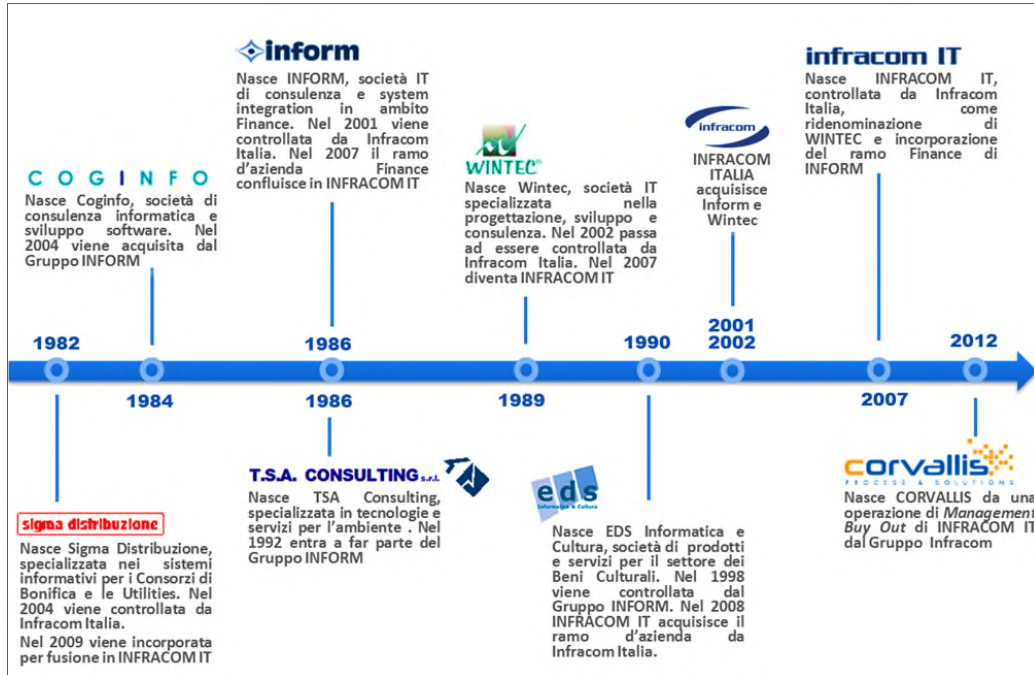 inform
Nasce INFORM, società IT
di consulenza e system
integration in ambito
Finance. Nel 2001 viene
controllata da Infracom
Italia. Nel 2007 il ramo
d'azienda Finance
confluisce in INFRACOM IT
infracom IT
Nasce INFRACOM IT,
controllata da Infracom
Italia, come
ridenominazione di
WINTEC e incorporazione
del ramo Finance di
INFORM
WINTEC®
Nasce Wintec, società IT
specializzata nella
progettazione, sviluppo e
consulenza. Nel 2002 passa
ad essere controllata da
Infracom Italia. Nel 2007
diventa INFRACOM IT
infracom
INFRACOM
ITALIA
acquisisce
Inform e
Wintec
COGINFO
Nasce Coginfo, società di
consulenza informatica e
sviluppo software. Nel
2004 viene acquisita dal
Gruppo INFORM
1982
1986
1990
2001
2002
2012
1984
1986
1989
2007
sigma distribuzione
Nasce Sigma Distribuzione,
specializzata nei sistemi
informativi per i Consorzi di
Bonifica e le Utilities. Nel
2004 viene controllata da
Infracom Italia.
Nel 2009 viene incorporata
per fusione in INFRACOM IT
T.S.A. CONSULTING s.r.l.
Nasce TSA Consulting,
specializzata in tecnologie e
servizi per l'ambiente . Nel
1992 entra a far parte del
Gruppo INFORM
eds
Informatica & Cultura
Nasce EDS Informatica e
Cultura, società di prodotti
e servizi per il settore dei
Beni Culturali. Nel 1998
viene controllata dal
Gruppo INFORM. Nel 2008
INFRACOM IT acquisisce il
ramo d'azienda da
Infracom Italia.
corvallis
PROCESS & SOLUTIONS
Nasce CORVALLIS da una
operazione di Management
Buy Out di INFRACOM IT
dal Gruppo Infracom